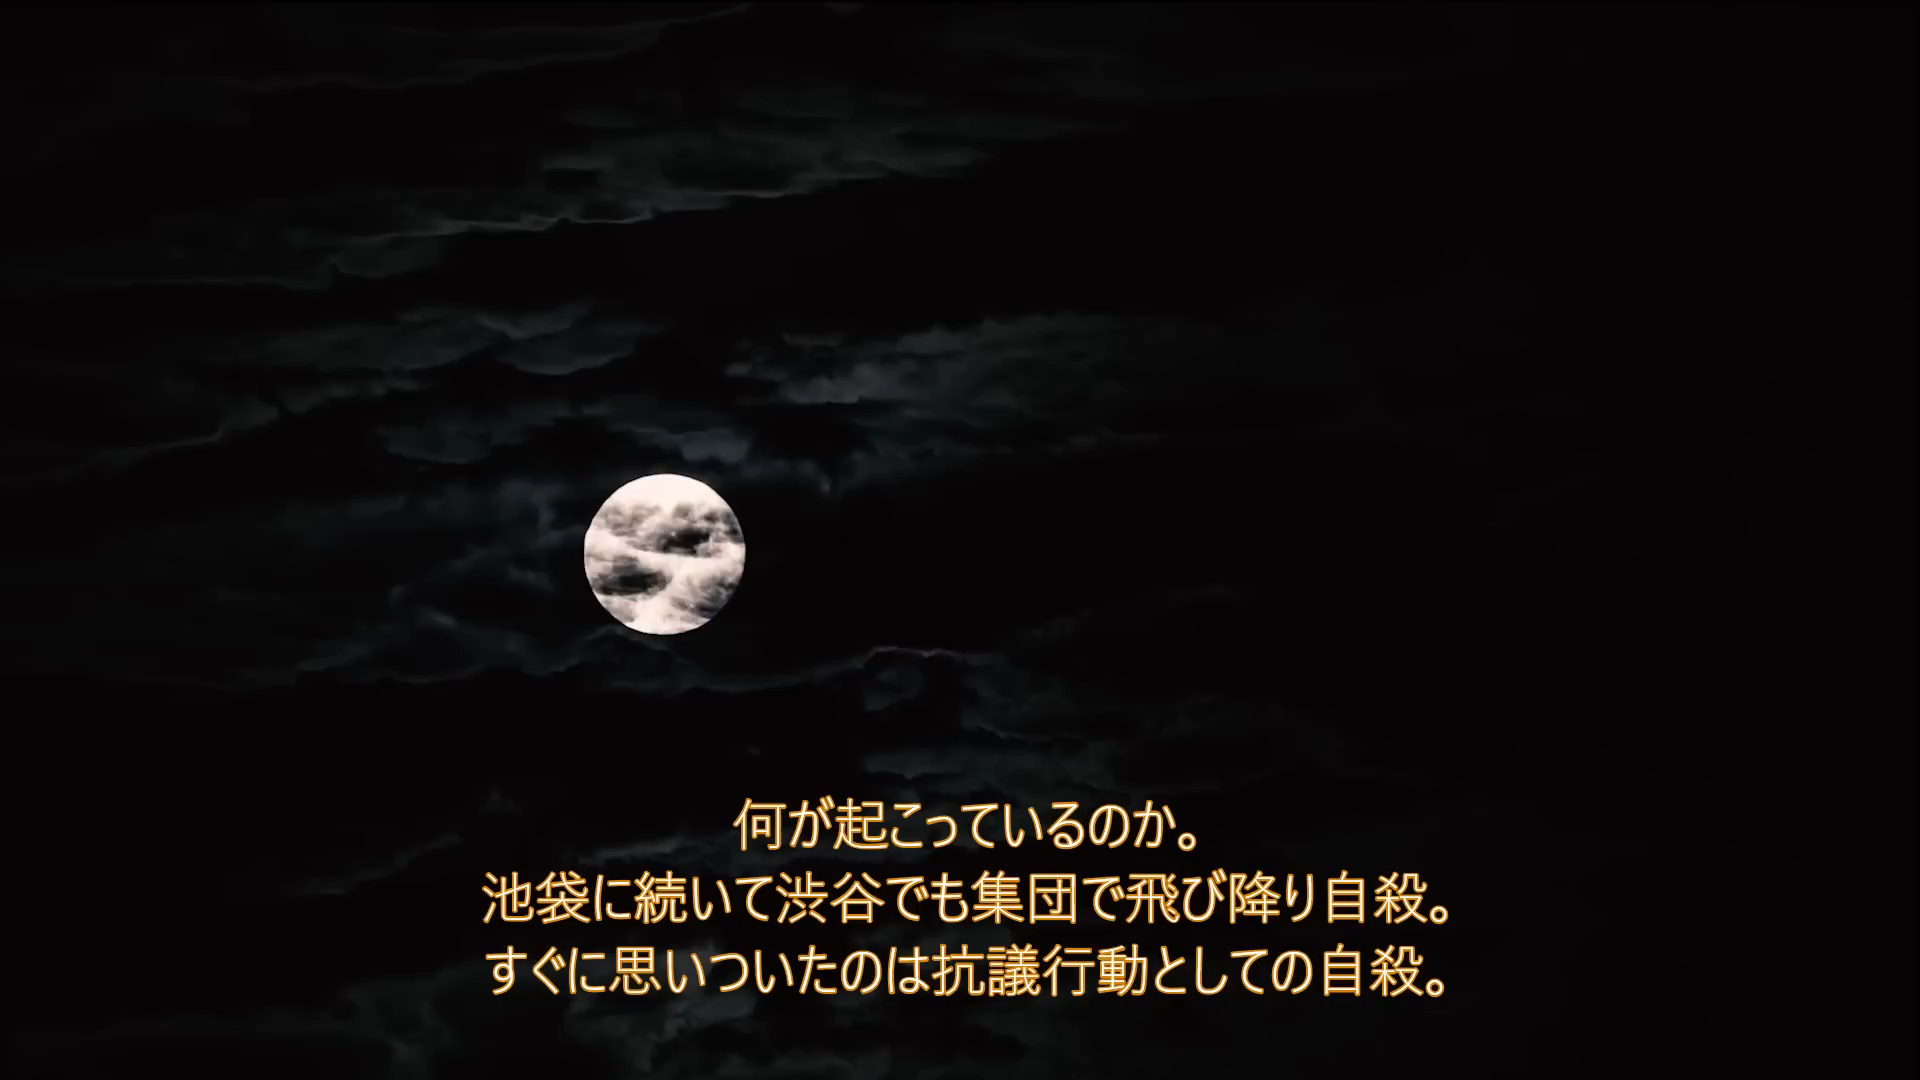 何が起こっているのか。
池袋に続いて渋谷でも集団で飛び降り自殺。
すぐに思いついたのは抗議行動としての自殺。